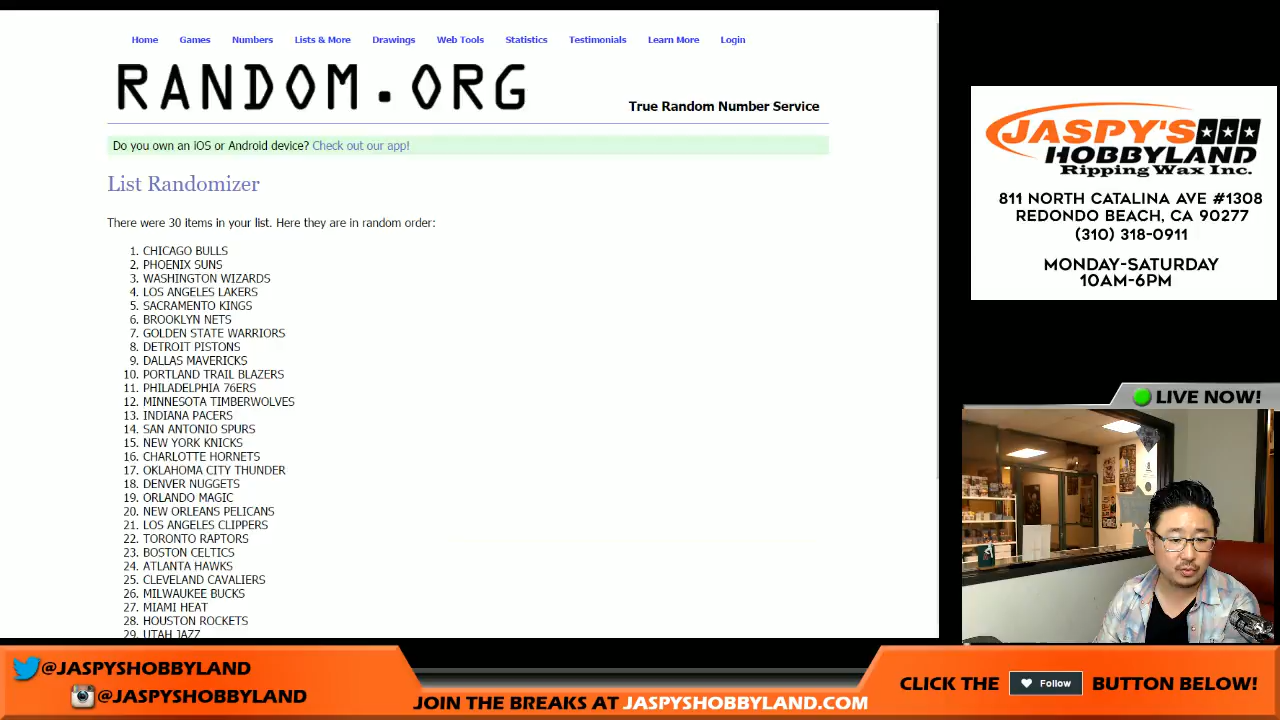 Home Games Numbers Lists & More Drawings Web Tools Statistics Testimonials Learn More Login
RANDOM.ORG
True Random Number Service
Do you own an iOS or Android device? Check out our app!
List Randomizer
There were 30 items in your list. Here they are in random order:
1. CHICAGO BULLS
2. PHOENIX SUNS
3. WASHINGTON WIZARDS
4. LOS ANGELES LAKERS
5. SACRAMENTO KINGS
6. BROOKLYN NETS
7. GOLDEN STATE WARRIORS
8. DETROIT PISTONS
9. DALLAS MAVERICKS
10. PORTLAND TRAIL BLAZERS
11. PHILADELPHIA 76ERS
12. MINNESOTA TIMBERWOLVES
13. INDIANA PACERS
14. SAN ANTONIO SPURS
15. NEW YORK KNICKS
16. CHARLOTTE HORNETS
17. OKLAHOMA CITY THUNDER
18. DENVER NUGGETS
19. ORLANDO MAGIC
20. NEW ORLEANS PELICANS
21. LOS ANGELES CLIPPERS
22. TORONTO RAPTORS
23. BOSTON CELTICS
24. ATLANTA HAWKS
25. CLEVELAND CAVALIERS
26. MILWAUKEE BUCKS
27. MIAMI HEAT
28. HOUSTON ROCKETS
29. UTAH JAZZ
JASPY'S
HOBBYLAND
Ripping Wax Inc.
811 NORTH CATALINA AVE #1308
REDONDO BEACH, CA 90277
(310) 318-0911
MONDAY-SATURDAY
10AM-6PM
LIVE NOW!
@JASPYSHOBBYLAND
@JASPYSHOBBYLAND
JOIN THE BREAKS AT JASPYSHOBBYLAND.COM
CLICK THE Follow BUTTON BELOW!